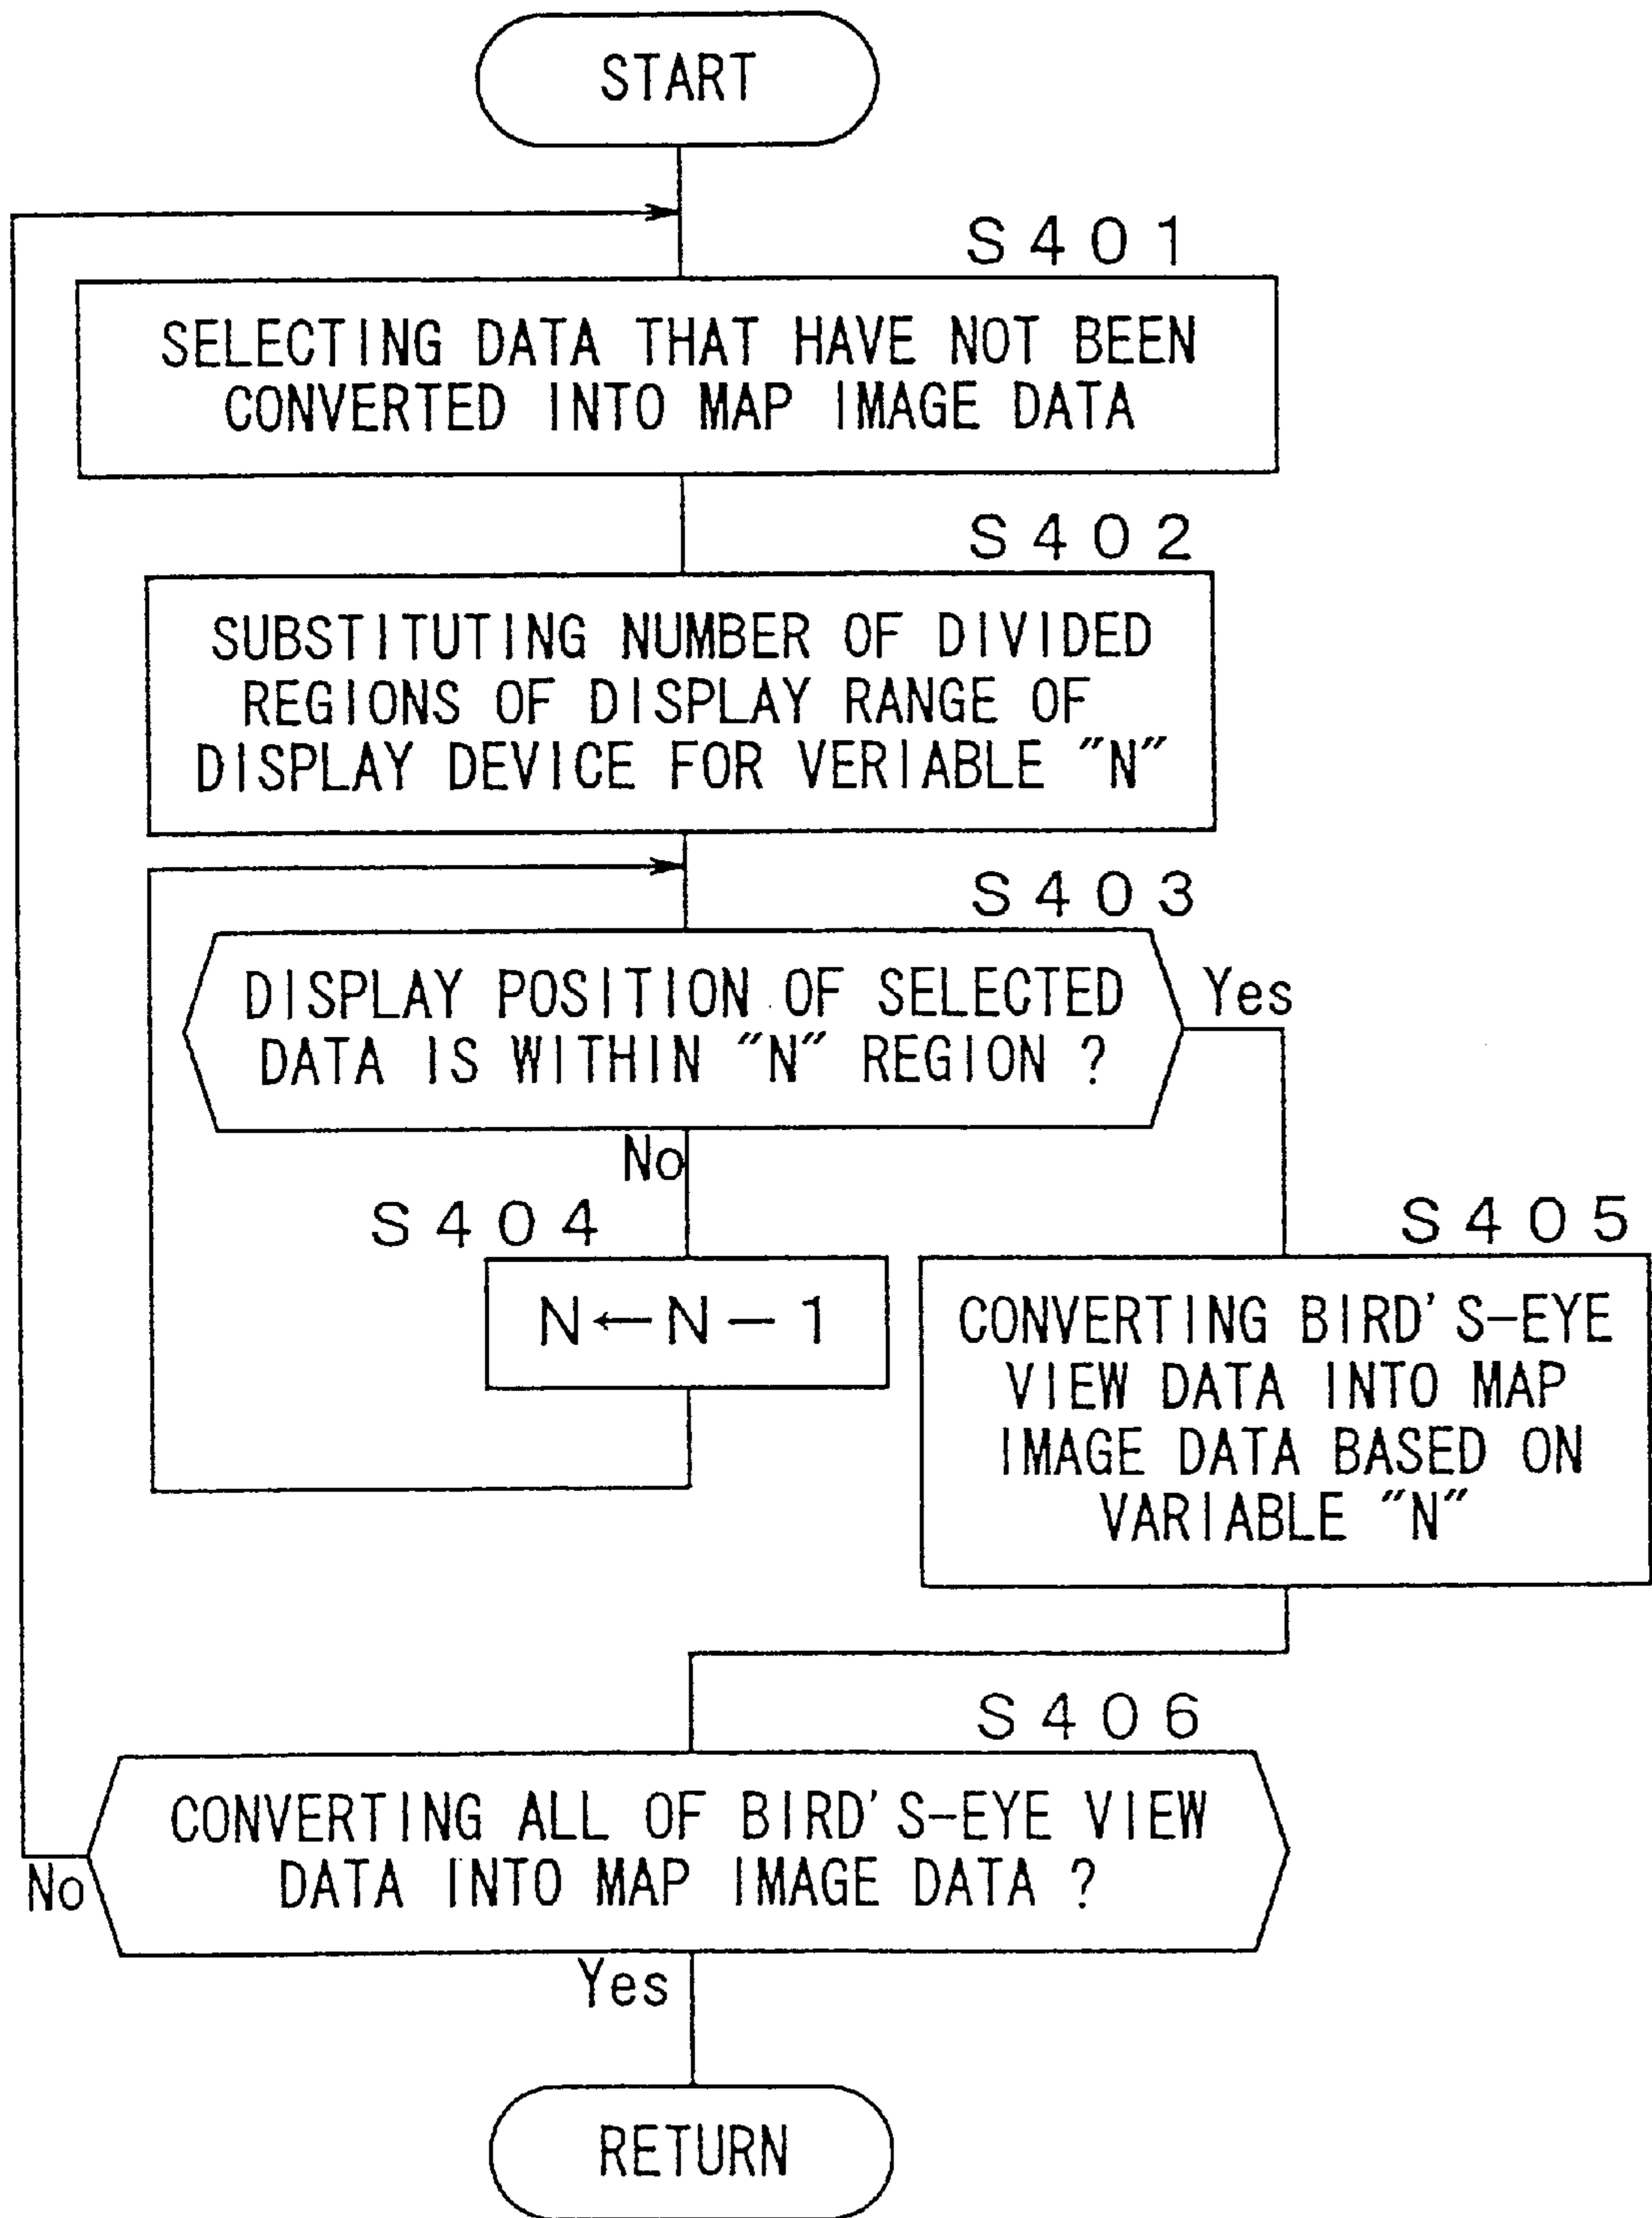 START
S401
SELECTING DATA THAT HAVE NOT BEEN
CONVERTED INTO MAP IMAGE DATA
S402
SUBSTITUTING NUMBER OF DIVIDED
REGIONS OF DISPLAY RANGE OF
DISPLAY DEVICE FOR VERIABLE "N"
S403
DISPLAY POSITION OF SELECTED
DATA IS WITHIN "N" REGION ?
Yes
No
S404
N←N-1
S405
CONVERTING BIRD'S-EYE
VIEW DATA INTO MAP
IMAGE DATA BASED ON
VARIABLE "N"
S406
CONVERTING ALL OF BIRD'S-EYE VIEW
DATA INTO MAP IMAGE DATA ?
No
Yes
RETURN